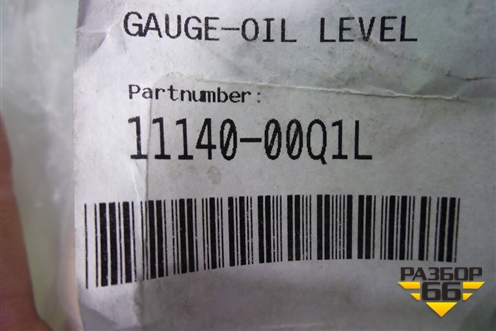 GAUGE-OIL LEVEL
Partnumber:
11140-00Q1L
РАЗБОР
66